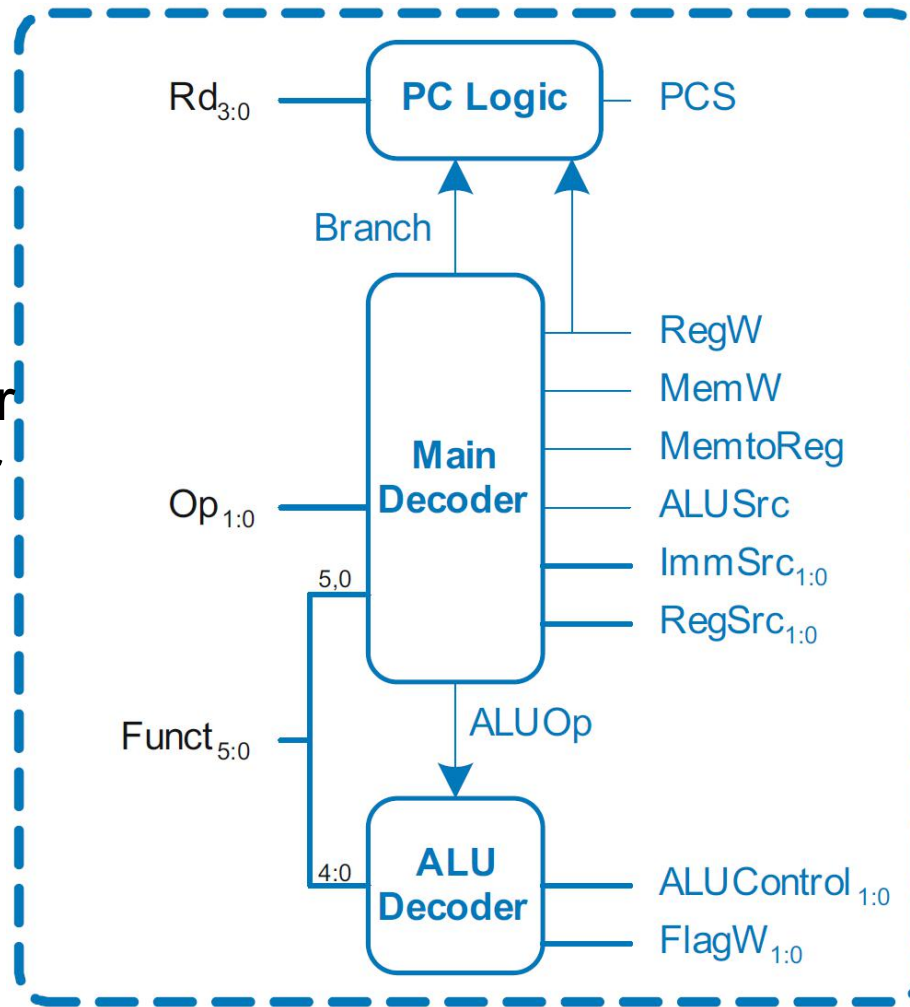 Rd3:0
PC Logic
PCS
Branch
RegW
MemW
MemtoReg
Main
Decoder
Op1:0
ALUSrc
5,0
ImmSrc1:0
RegSrc1:0
Funct5:0
ALUOp
4:0
ALU
Decoder
ALUControl1:0
FlagW1:0